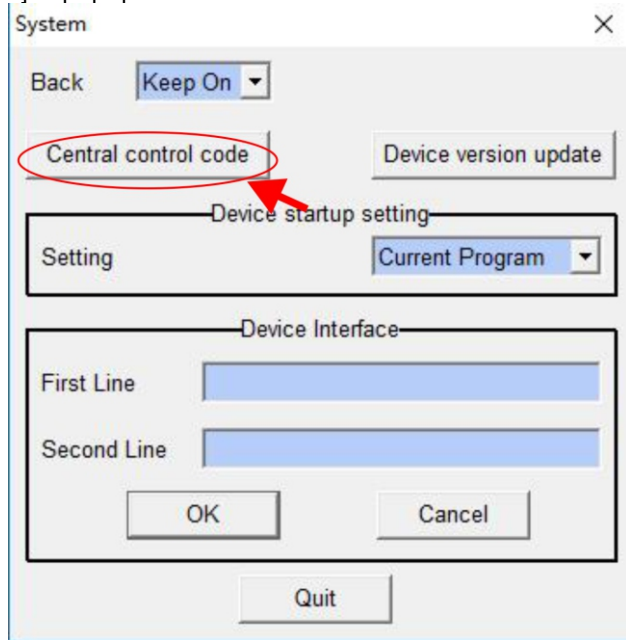 System
Back Keep On
Central control code Device version update
Device startup setting
Setting Current Program
Device Interface
First Line
Second Line
OK Cancel
Quit